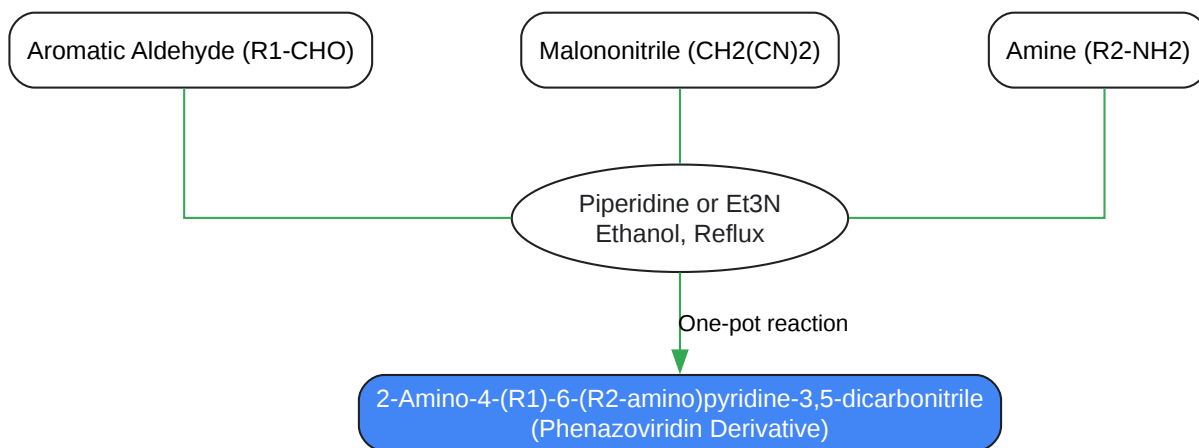 Aromatic Aldehyde (R1-CHO)
Malononitrile (CH2(CN)2)
Amine (R2-NH2)
Piperidine or Et3N
Ethanol, Reflux
One-pot reaction
2-Amino-4-(R1)-6-(R2-amino)pyridine-3,5-dicarbonitrile
(Phenazoviridin Derivative)